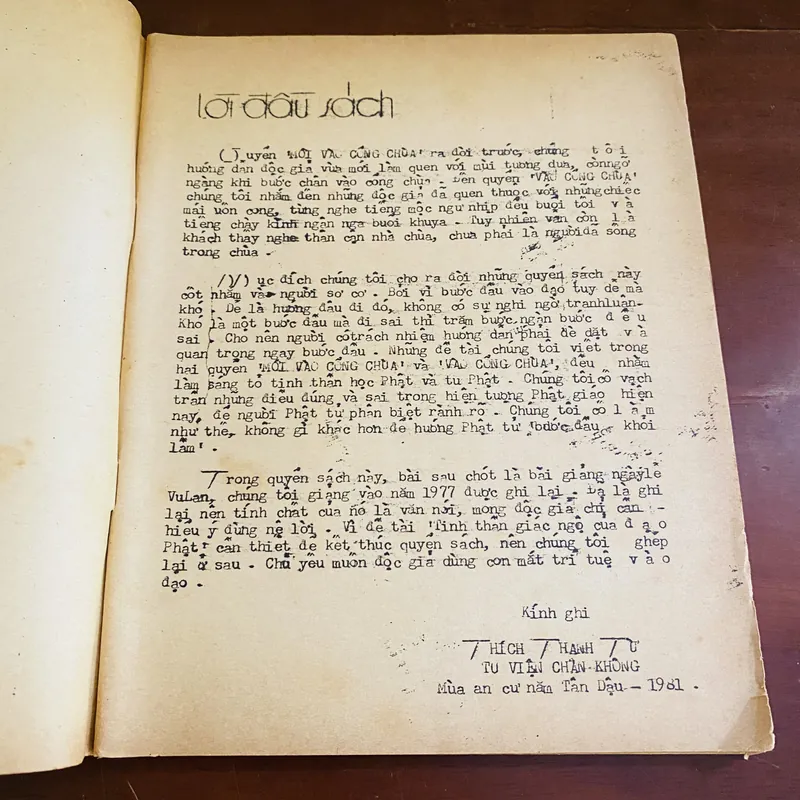 Lời đầu sách
Quyển 'MỚI VÀO CỔNG CHÙA' ra đời trước, chúng tôi
hướng dẫn độc giả vừa mới làm quen với mùi tương dưa, còn ngỡ
ngàng khi bước chân vào cổng chùa. Đến quyển 'VÀO CỔNG CHÙA'
chúng tôi nhắm đến những độc giả đã quen thuộc với những chiếc
mái uốn cong, từng nghe tiếng mộc ngư nhịp đều buổi tối và
tiếng chày kình ngân nga buổi khuya. Tuy nhiên vẫn còn là
khách thấy nghe thân cận nhà chùa, chưa phải là người đã sống
trong chùa.
Mục đích chúng tôi cho ra đời những quyển sách này
cốt nhằm vào người sơ cơ. Bởi vì bước đầu vào đạo tuy dễ mà
khó. Dễ là hướng đầu đi đó, không có sự nghi ngờ tranh luận.
Khó là một bước đầu mà đi sai thì trăm bước ngàn bước đều
sai. Cho nên người có trách nhiệm hướng dẫn phải dè dặt và
quan trọng ngay bước đầu. Những đề tài chúng tôi viết trong
hai quyển 'MỚI VÀO CỔNG CHÙA' và 'VÀO CỔNG CHÙA', đều nhằm
làm sáng tỏ tinh thần học Phật và tu Phật. Chúng tôi cố vạch
trần những điều đúng và sai trong hiện tượng Phật giáo hiện
nay, để người Phật tử phân biệt rành rõ. Chúng tôi cố làm
như thế, không gì khác hơn để hướng Phật tử 'bước đầu khỏi
lầm'.
Trong quyển sách này, bài sau chót là bài giảng ngày lễ
VuLan, chúng tôi giảng vào năm 1977 được ghi lại. Đã là ghi
lại nên tính chất của nó là văn nói, mong độc giả chỉ cần
hiểu ý đừng nệ lời. Vì đề tài 'Tinh thần giác ngộ của đạo
Phật' cần thiết để kết thúc quyển sách, nên chúng tôi ghép
lại ở sau. Chủ yếu muốn độc giả dùng con mắt trí tuệ vào
đạo.
Kính ghi
THÍCH THANH TỪ
TU VIỆN CHƠN-KHÔNG
Mùa an cư năm Tân Dậu - 1981.